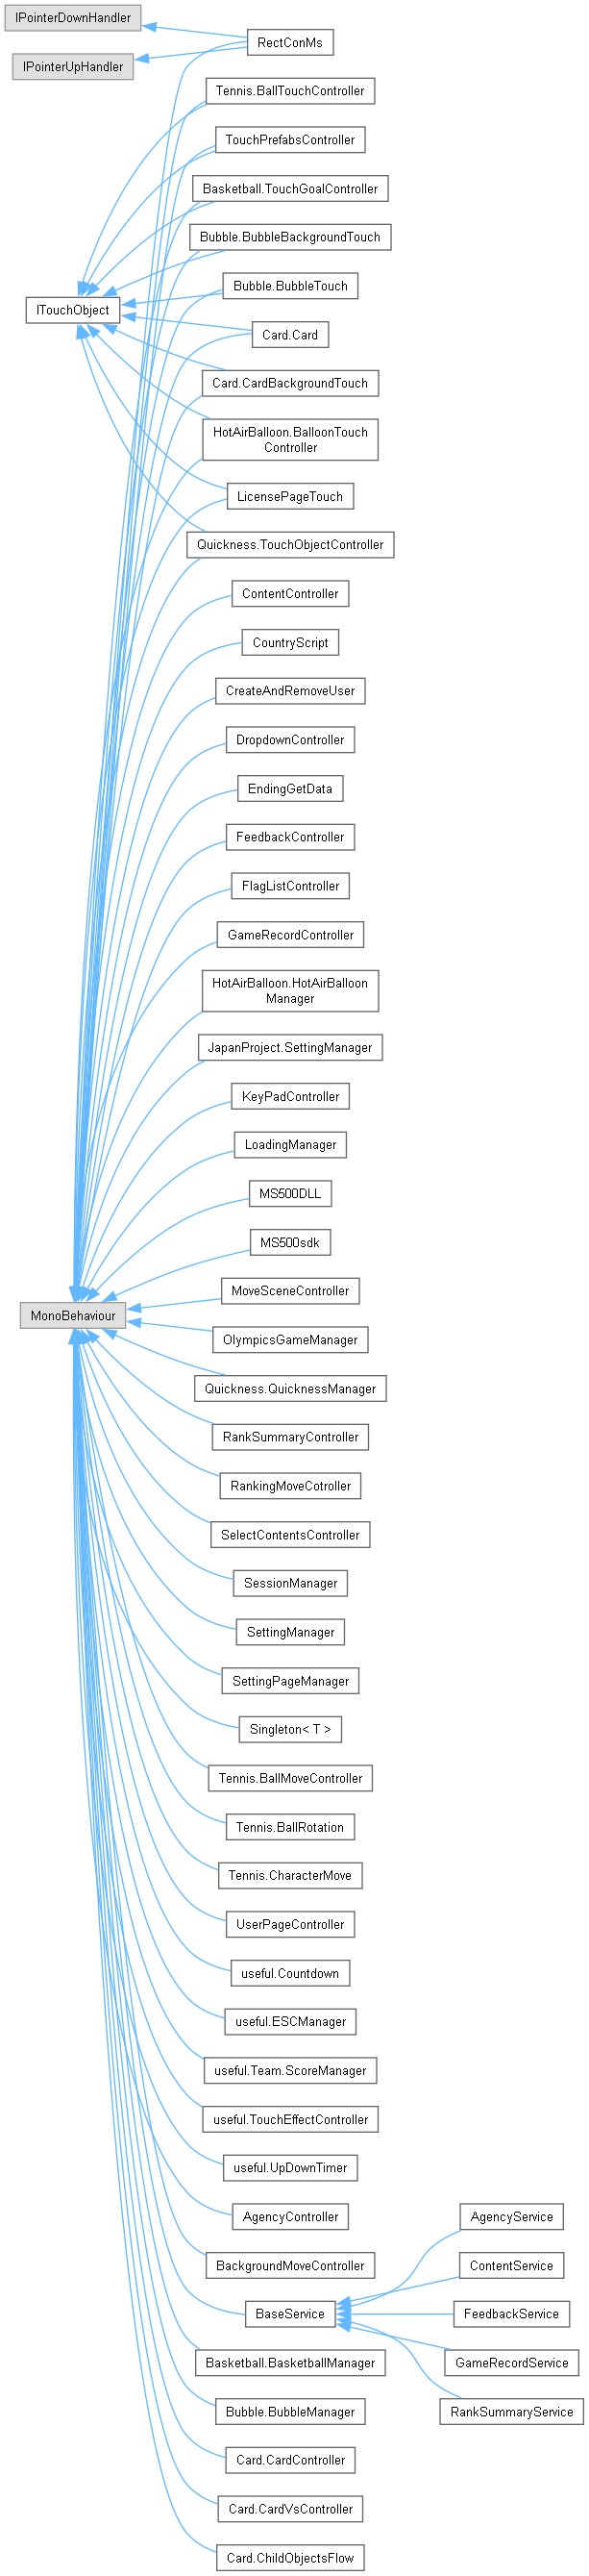 IPointerDownHandler
RectConMs
IPointerUpHandler
Tennis.BallTouchController
TouchPrefabsController
Basketball.TouchGoalController
Bubble.BubbleBackgroundTouch
Bubble.BubbleTouch
ITouchObject
Card.Card
Card.CardBackgroundTouch
HotAirBalloon.BalloonTouch
Controller
LicensePageTouch
Quickness.TouchObjectController
ContentController
CountryScript
CreateAndRemoveUser
DropdownController
EndingGetData
FeedbackController
FlagListController
GameRecordController
HotAirBalloon.HotAirBalloon
Manager
JapanProject.SettingManager
KeyPadController
LoadingManager
MS500DLL
MS500sdk
MoveSceneController
MonoBehaviour
OlympicsGameManager
Quickness.QuicknessManager
RankSummaryController
RankingMoveCotroller
SelectContentsController
SessionManager
SettingManager
SettingPageManager
Singleton< T >
Tennis.BallMoveController
Tennis.BallRotation
Tennis.CharacterMove
UserPageController
useful.Countdown
useful.ESCManager
useful.Team.ScoreManager
useful.TouchEffectController
useful.UpDownTimer
AgencyController
AgencyService
BackgroundMoveController
ContentService
BaseService
FeedbackService
Basketball.BasketballManager
GameRecordService
Bubble.BubbleManager
RankSummaryService
Card.CardController
Card.CardVsController
Card.ChildObjectsFlow